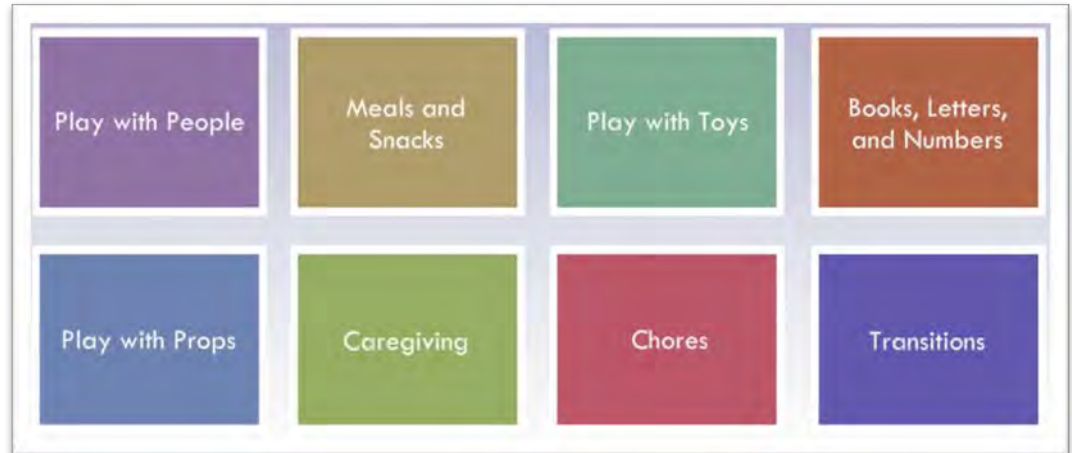 Play with People
Meals and
Snacks
Play with Toys
Books, Letters,
and Numbers
Play with Props
Caregiving
Chores
Transitions